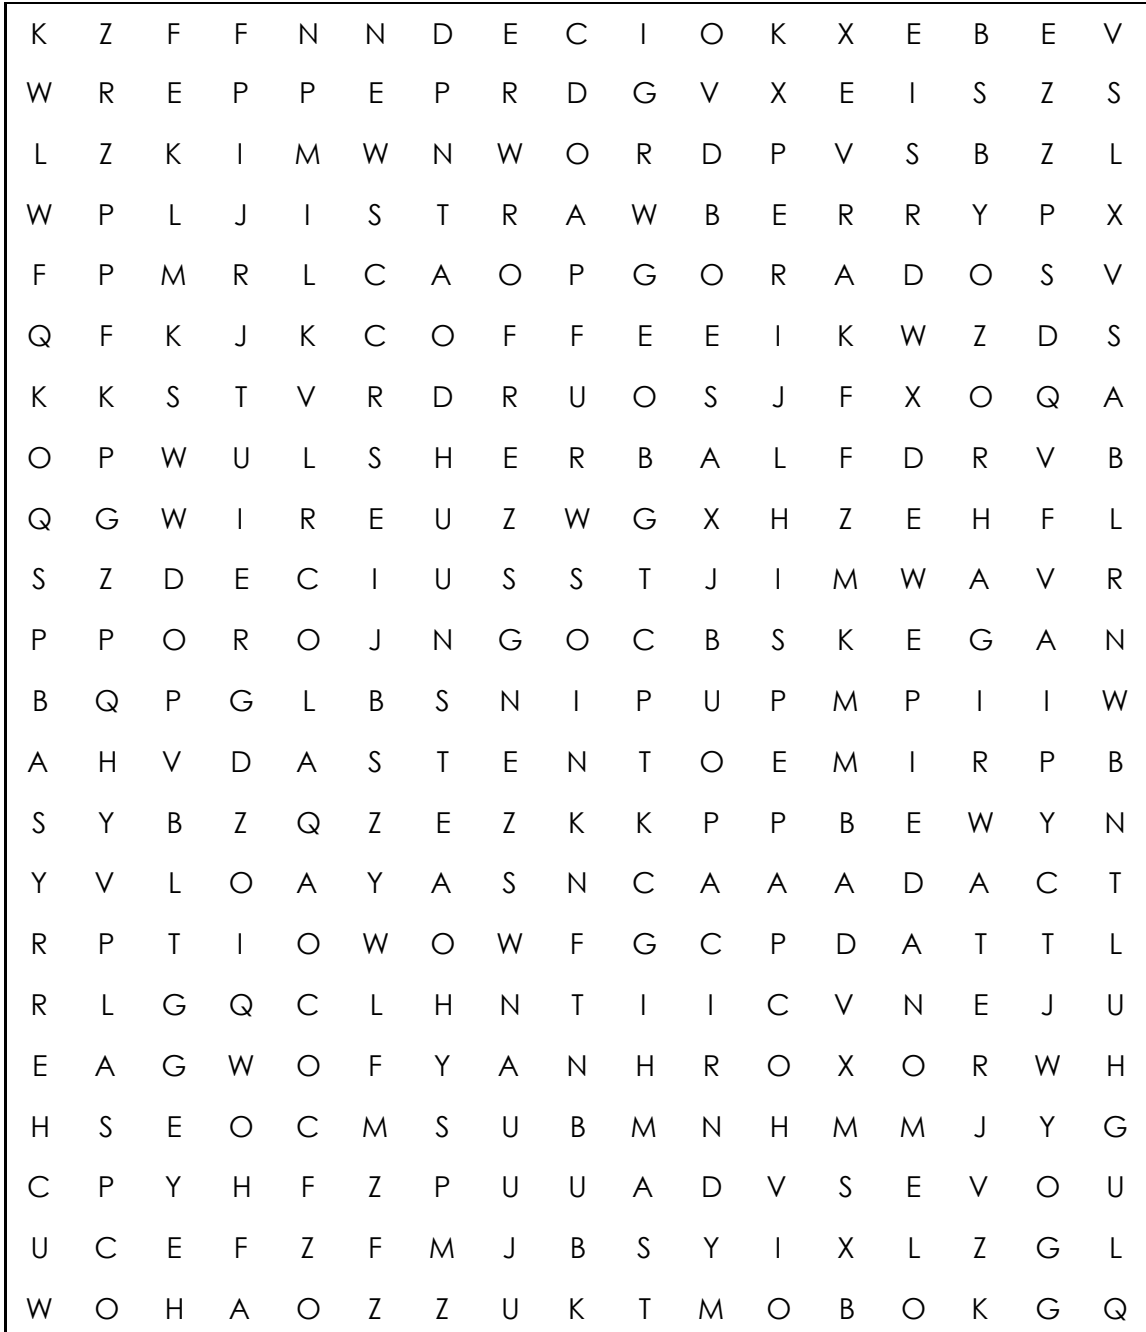 K Z F F N N D E C I O K X E B E V
W R E P P E P R D G V X E I S Z S
L Z K I M W N W O R D P V S B Z L
W P L J I S T R A W B E R R Y P X
F P M R L C A O P G O R A D O S V
Q F K J K C O F F E E I K W Z D S
K K S T V R D R U O S J F X O Q A
O P W U L S H E R B A L F D R V B
Q G W I R E U Z W G X H Z E H F L
S Z D E C I U S S T J I M W A V R
P P O R O J N G O C B S K E G A N
B Q P G L B S N I P U P M P I I W
A H V D A S T E N T O E M I R P B
S Y B Z Q Z E Z K K P P B E W Y N
Y V L O A Y A S N C A A A D A C T
R P T I O W O W F G C P D A T T L
R L G Q C L H N T I I C V N E J U
E A G W O F Y A N H R O X O R W H
H S E O C M S U B M N H M M J Y G
C P Y H F Z P U U A D V S E V O U
U C E F Z F M J B S Y I X L Z G L
W O H A O Z Z U K T M O B O K G Q